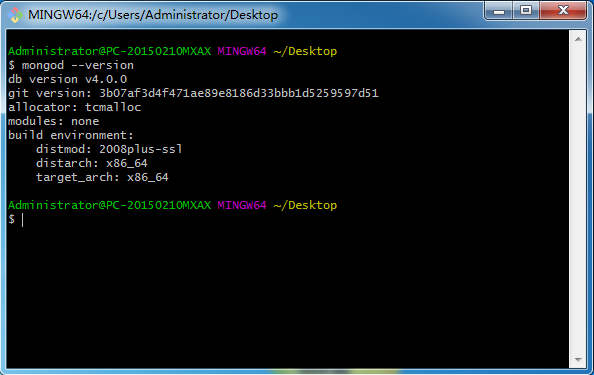 MINGW64:/c/Users/Administrator/Desktop
Administrator@PC-20150210MXAX MINGW64 ~/Desktop
$ mongod --version
db version v4.0.0
git version: 3b07af3d4f471ae89e8186d33bbb1d5259597d51
allocator: tcmalloc
modules: none
build environment:
    distmod: 2008plus-ssl
    distarch: x86_64
    target_arch: x86_64
Administrator@PC-20150210MXAX MINGW64 ~/Desktop
$